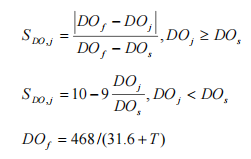 S_{DO,j} = |DO_f − DO_j| / (DO_f − DO_s), DO_j ≥ DO_s
S_{DO,j} = 10 − 9 DO_j / DO_s, DO_j < DO_s
DO_f = 468/(31.6 + T)